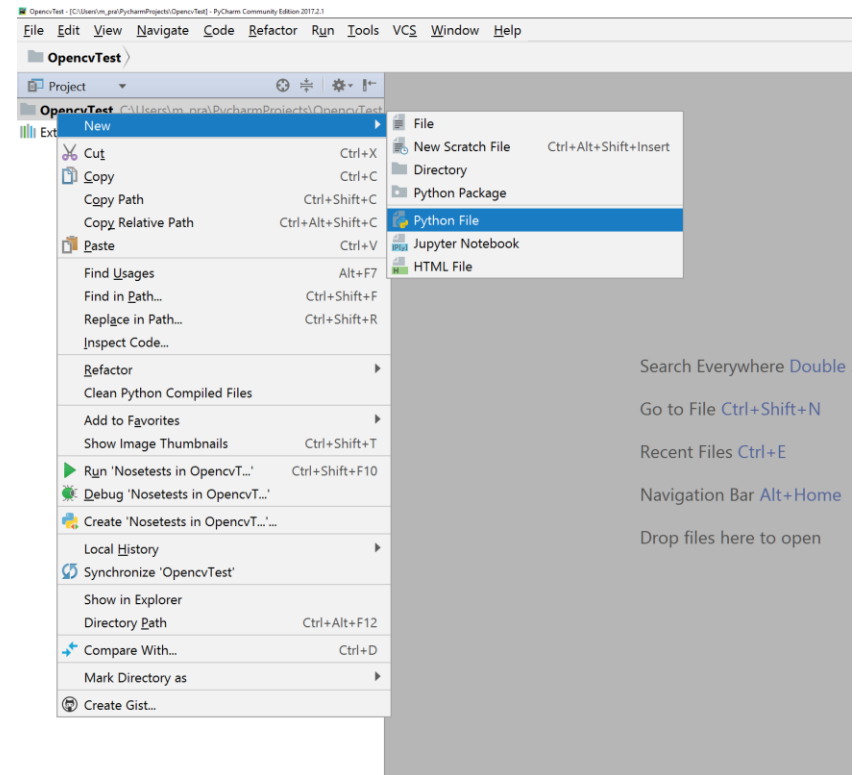 OpencvTest - [C:\Users\m_pra\PycharmProjects\OpencvTest] - PyCharm Community Edition 2017.2.1
File Edit View Navigate Code Refactor Run Tools VCS Window Help
OpencvTest
Project
OpencvTest C:\Users\m_pra\PycharmProjects\OpencvTest
Ext
New
Cut Ctrl+X
Copy Ctrl+C
Copy Path Ctrl+Shift+C
Copy Relative Path Ctrl+Alt+Shift+C
Paste Ctrl+V
Find Usages Alt+F7
Find in Path... Ctrl+Shift+F
Replace in Path... Ctrl+Shift+R
Inspect Code...
Refactor
Clean Python Compiled Files
Add to Favorites
Show Image Thumbnails Ctrl+Shift+T
Run 'Nosetests in OpencvT...' Ctrl+Shift+F10
Debug 'Nosetests in OpencvT...'
Create 'Nosetests in OpencvT...'...
Local History
Synchronize 'OpencvTest'
Show in Explorer
Directory Path Ctrl+Alt+F12
Compare With... Ctrl+D
Mark Directory as
Create Gist...
File
New Scratch File Ctrl+Alt+Shift+Insert
Directory
Python Package
Python File
Jupyter Notebook
HTML File
Search Everywhere Double
Go to File Ctrl+Shift+N
Recent Files Ctrl+E
Navigation Bar Alt+Home
Drop files here to open